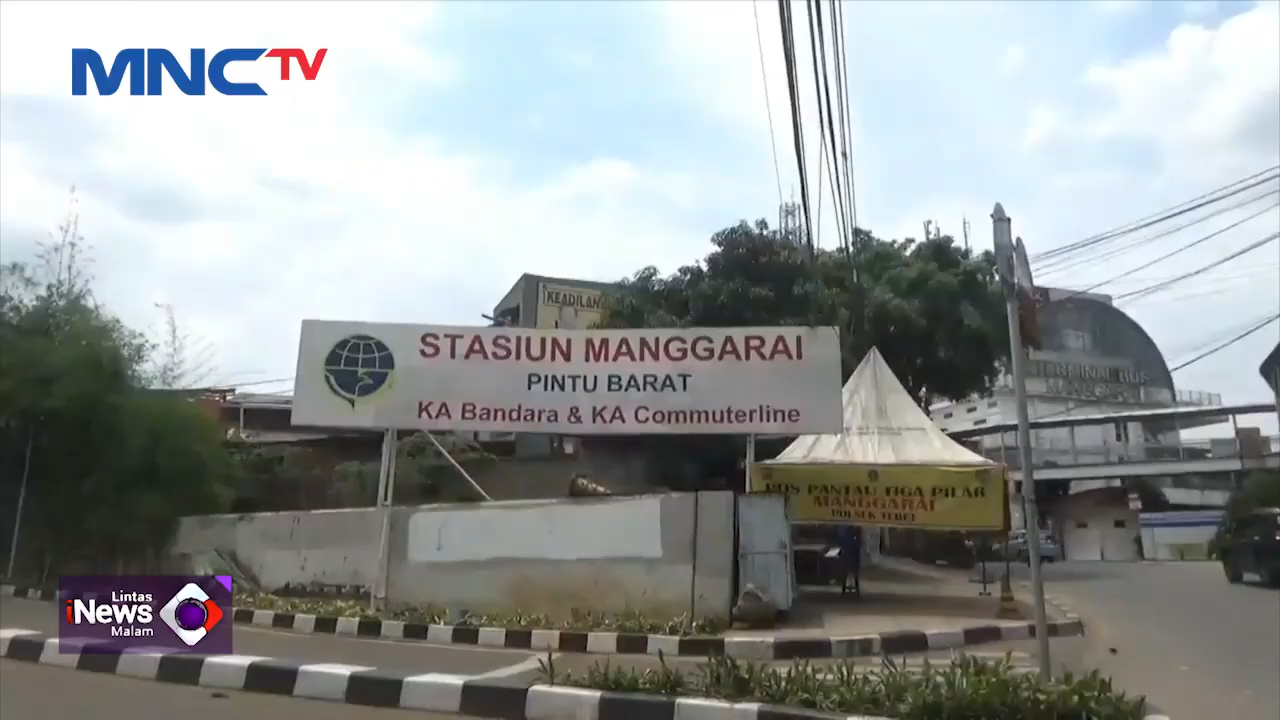 MNCTV
KEADILAN
STASIUN MANGGARAI
PINTU BARAT
KA Bandara & KA Commuterline
TERMINAL BUS
MANGGARAI
POS PANTAU TIGA PILAR
MANGGARAI
POLSEK TEBET
Lintas
iNews
Malam